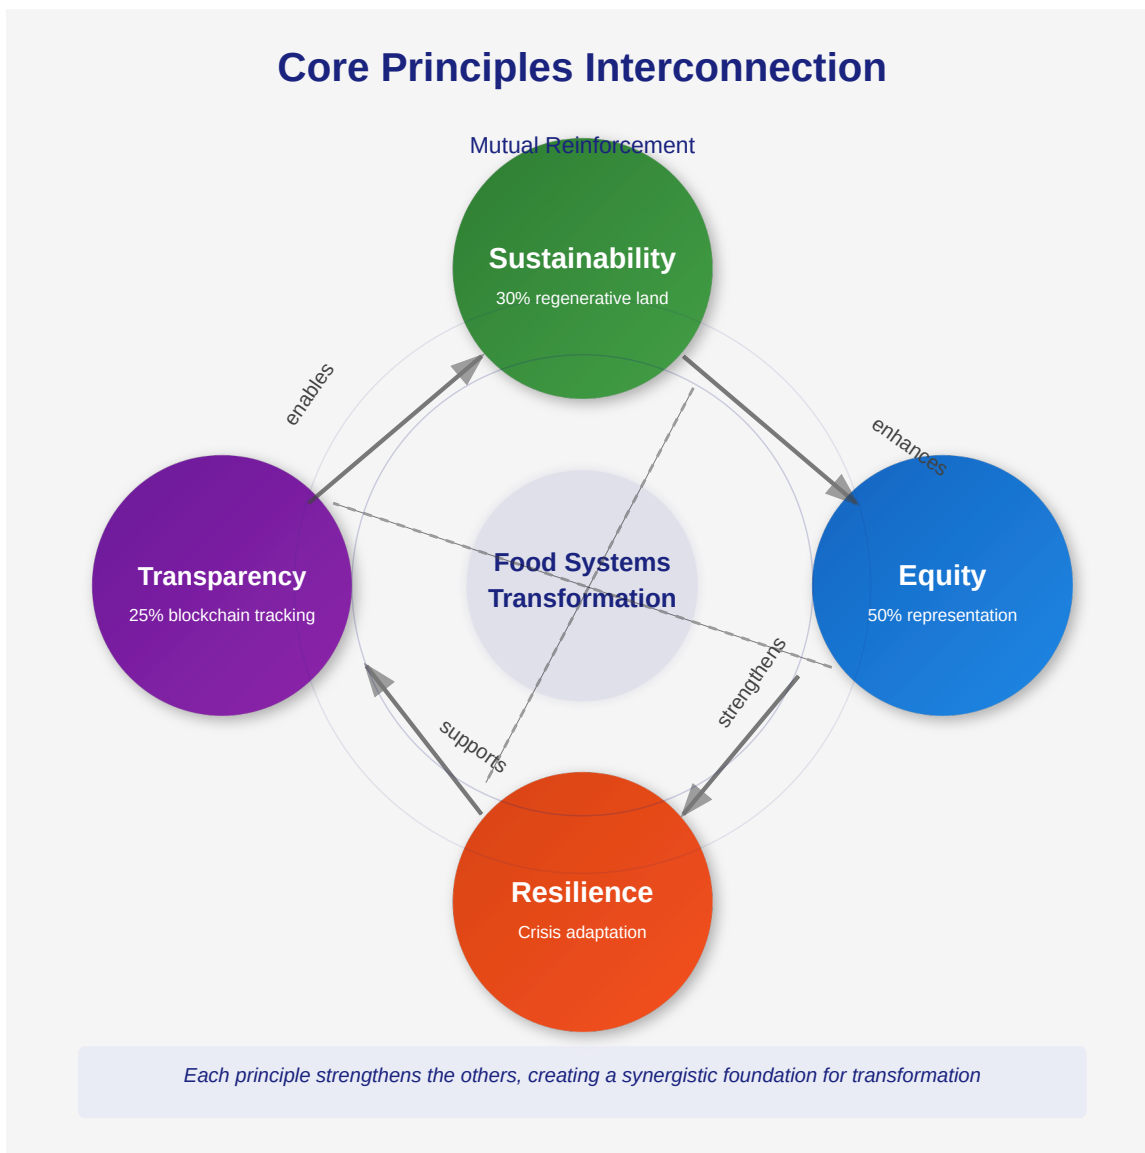 Core Principles Interconnection
Mutual Reinforcement
Sustainability
30% regenerative land
enables
enhances
Transparency
25% blockchain tracking
Food Systems
Transformation
Equity
50% representation
strengthens
supports
Resilience
Crisis adaptation
Each principle strengthens the others, creating a synergistic foundation for transformation